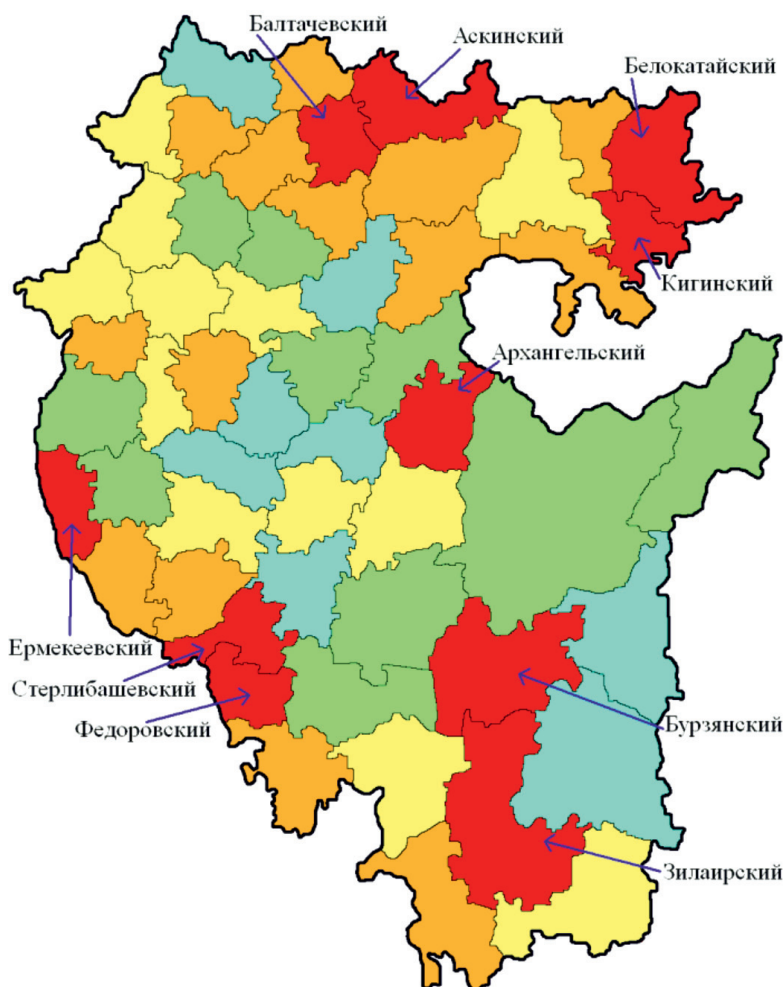 Балтачевский
Аскинский
Белокатайский
Кигинский
Архангельский
Ермекеевский
Стерлибашевский
Федоровский
Бурзянский
Зилаирский